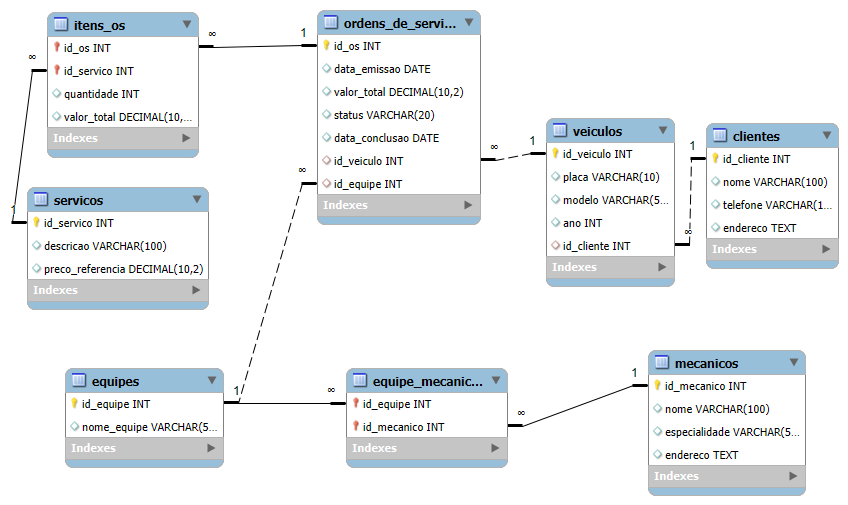 itens_os
id_os INT
id_servico INT
quantidade INT
valor_total DECIMAL(10,...
Indexes
∞
1
∞
1
ordens_de_servi...
id_os INT
data_emissao DATE
valor_total DECIMAL(10,2)
status VARCHAR(20)
data_conclusao DATE
id_veiculo INT
id_equipe INT
Indexes
∞
∞
1
veiculos
id_veiculo INT
placa VARCHAR(10)
modelo VARCHAR(5...
ano INT
id_cliente INT
Indexes
1
∞
clientes
id_cliente INT
nome VARCHAR(100)
telefone VARCHAR(1...
endereco TEXT
Indexes
servicos
id_servico INT
descricao VARCHAR(100)
preco_referencia DECIMAL(10,2)
Indexes
equipes
id_equipe INT
nome_equipe VARCHAR(5...
Indexes
1
∞
equipe_mecanic...
id_equipe INT
id_mecanico INT
Indexes
∞
1
mecanicos
id_mecanico INT
nome VARCHAR(100)
especialidade VARCHAR(5...
endereco TEXT
Indexes